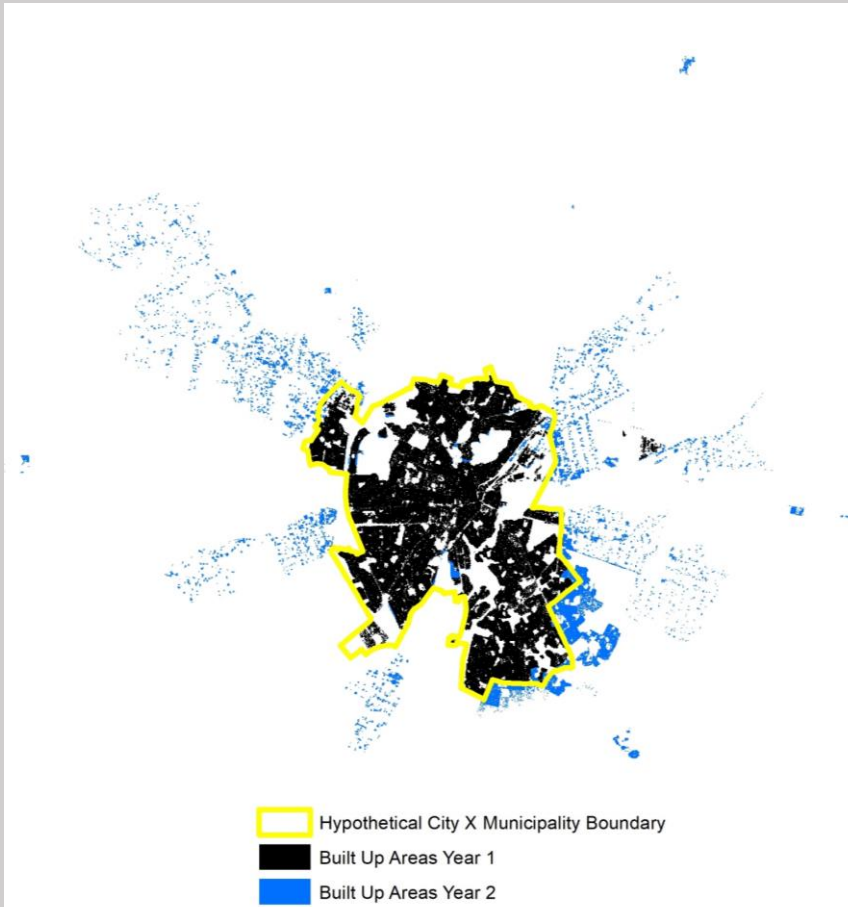 Hypothetical City X Municipality Boundary
Built Up Areas Year 1
Built Up Areas Year 2